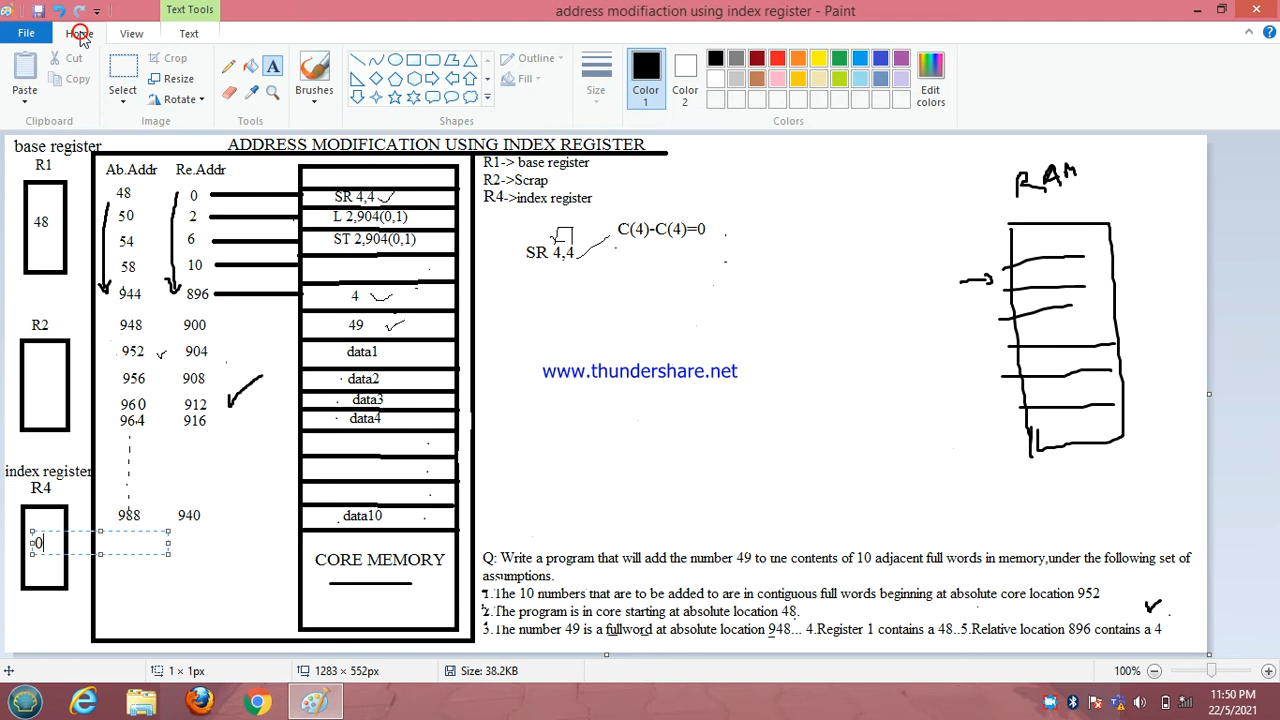 Text Tools
address modifiaction using index register - Paint
File
Home
View
Text
Paste
Cut
Copy
Clipboard
Select
Crop
Resize
Rotate
Image
Tools
Brushes
Shapes
Outline
Fill
Size
Color 1
Color 2
Edit colors
Colors
base register
R1
48
R2
index register
R4
0
ADDRESS MODIFICATION USING INDEX REGISTER
Ab.Addr Re.Addr
48 0 SR 4,4
50 2 L 2,904(0,1)
54 6 ST 2,904(0,1)
58 10
944 896 4
948 900 49
952 904 data1
956 908 data2
960 912 data3
964 916 data4
988 940 data10
CORE MEMORY
R1-> base register
R2->Scrap
R4->index register
SR 4,4
C(4)-C(4)=0
RAM
www.thundershare.net
Q: Write a program that will add the number 49 to the contents of 10 adjacent full words in memory,under the following set of
assumptions.
1.The 10 numbers that are to be added to are in contiguous full words beginning at absolute core location 952
2.The program is in core starting at absolute location 48.
3.The number 49 is a fullword at absolute location 948... 4.Register 1 contains a 48..5.Relative location 896 contains a 4
1 × 1px
1283 × 552px
Size: 38.2KB
100%
11:50 PM
22/5/2021